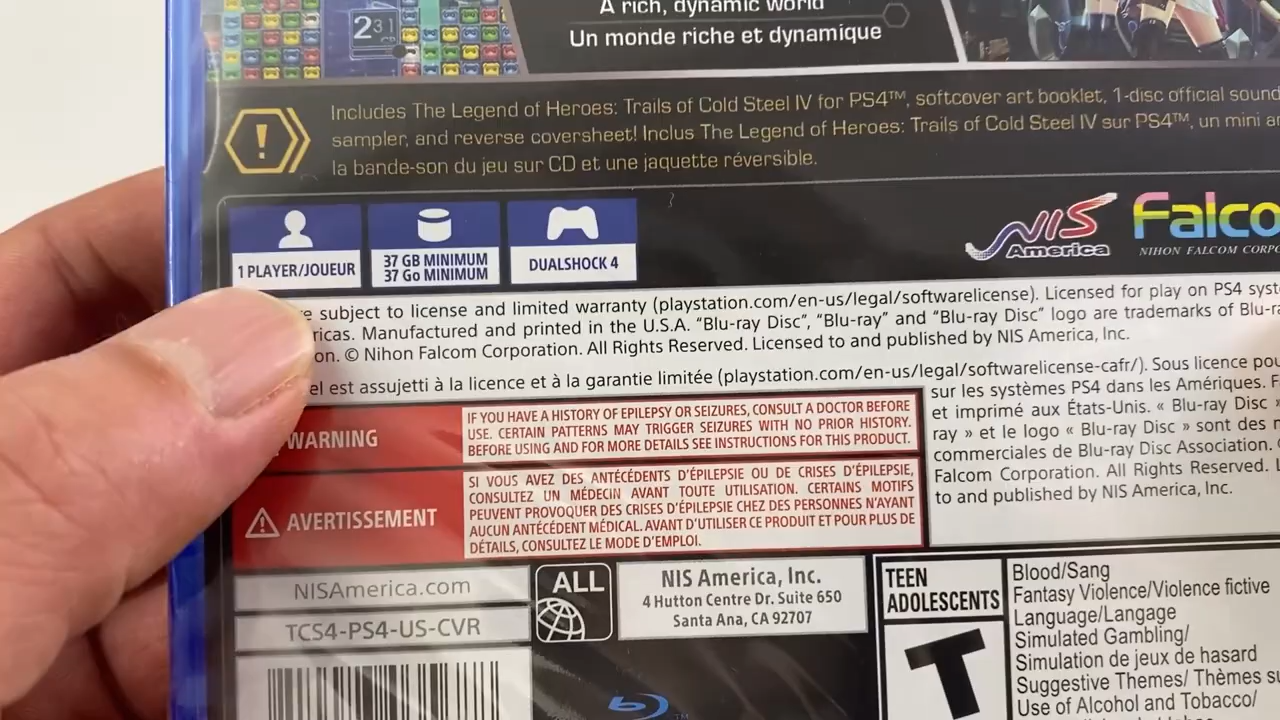 231
A rich, dynamic world
Un monde riche et dynamique
Includes The Legend of Heroes: Trails of Cold Steel IV for PS4™, softcover art booklet, 1-disc official sound
sampler, and reverse coversheet! Inclus The Legend of Heroes: Trails of Cold Steel IV sur PS4™, un mini
la bande-son du jeu sur CD et une jaquette réversible.
1 PLAYER/JOUEUR
37 GB MINIMUM
37 Go MINIMUM
DUALSHOCK 4
NIS
America
Falco
NIHON FALCOM CORPO
subject to license and limited warranty (playstation.com/en-us/legal/softwarelicense). Licensed for play on PS4 syst
ricas. Manufactured and printed in the U.S.A. “Blu-ray Disc”, “Blu-ray” and “Blu-ray Disc” logo are trademarks of Blu-ra
on. © Nihon Falcom Corporation. All Rights Reserved. Licensed to and published by NIS America, Inc.
el est assujetti à la licence et à la garantie limitée (playstation.com/en-us/legal/softwarelicense-cafr/). Sous licence pou
sur les systèmes PS4 dans les Amériques. F
et imprimé aux États-Unis. « Blu-ray Disc »
ray » et le logo « Blu-ray Disc » sont des m
commerciales de Blu-ray Disc Association.
Falcom Corporation. All Rights Reserved. L
to and published by NIS America, Inc.
WARNING
IF YOU HAVE A HISTORY OF EPILEPSY OR SEIZURES, CONSULT A DOCTOR BEFORE
USE. CERTAIN PATTERNS MAY TRIGGER SEIZURES WITH NO PRIOR HISTORY.
BEFORE USING AND FOR MORE DETAILS SEE INSTRUCTIONS FOR THIS PRODUCT.
AVERTISSEMENT
SI VOUS AVEZ DES ANTÉCÉDENTS D’ÉPILEPSIE OU DE CRISES D’ÉPILEPSIE,
CONSULTEZ UN MÉDECIN AVANT TOUTE UTILISATION. CERTAINS MOTIFS
PEUVENT PROVOQUER DES CRISES D’ÉPILEPSIE CHEZ DES PERSONNES N’AYANT
AUCUN ANTÉCÉDENT MÉDICAL. AVANT D’UTILISER CE PRODUIT ET POUR PLUS DE
DÉTAILS, CONSULTEZ LE MODE D’EMPLOI.
NISAmerica.com
TCS4-PS4-US-CVR
ALL
NIS America, Inc.
4 Hutton Centre Dr. Suite 650
Santa Ana, CA 92707
TEEN
ADOLESCENTS
T
Blood/Sang
Fantasy Violence/Violence fictive
Language/Langage
Simulated Gambling/
Simulation de jeux de hasard
Suggestive Themes/ Thèmes su
Use of Alcohol and Tobacco/